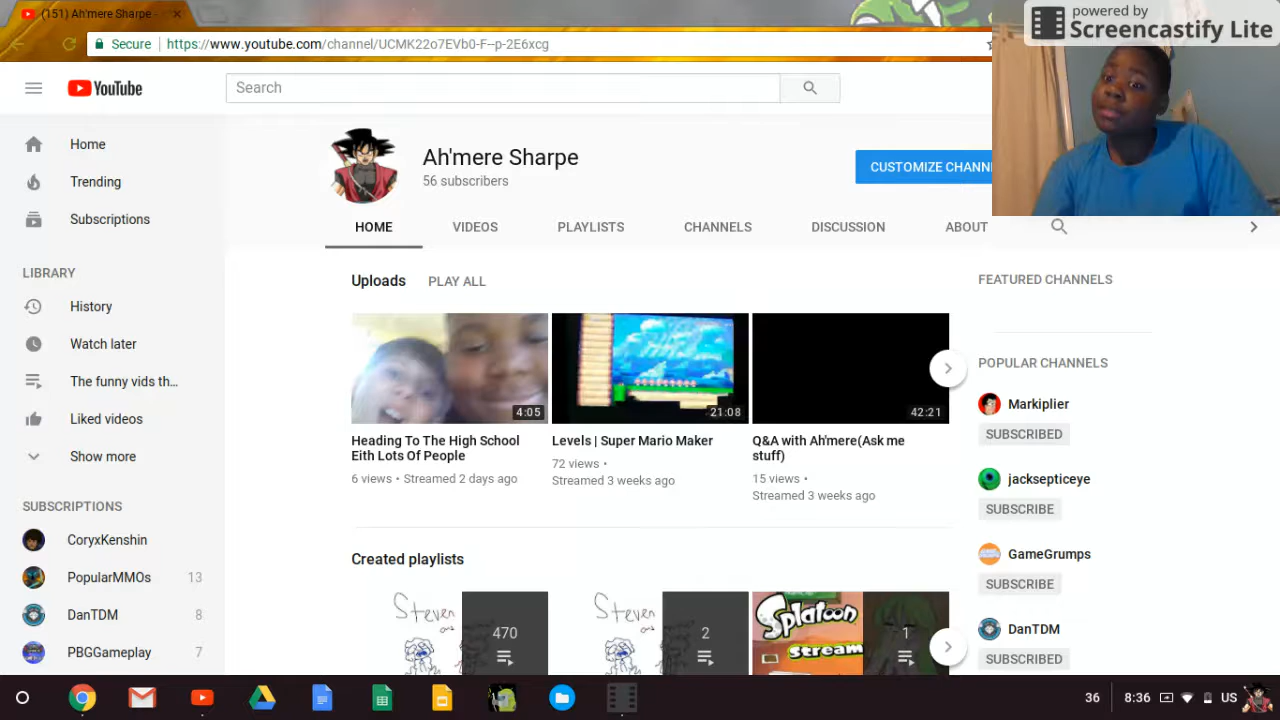 (151) Ah'mere Sharpe -
powered by
Screencastify Lite
Secure https://www.youtube.com/channel/UCMK22o7EVb0-F--p-2E6xcg
YouTube
Search
Home
Trending
Subscriptions
LIBRARY
History
Watch later
The funny vids th...
Liked videos
Show more
SUBSCRIPTIONS
CoryxKenshin
PopularMMOs 13
DanTDM 8
PBGGameplay 7
Ah'mere Sharpe
56 subscribers
CUSTOMIZE CHANN
HOME VIDEOS PLAYLISTS CHANNELS DISCUSSION ABOUT
Uploads PLAY ALL
4:05
21:08
42:21
Heading To The High School
Eith Lots Of People
6 views • Streamed 2 days ago
Levels | Super Mario Maker
72 views •
Streamed 3 weeks ago
Q&A with Ah'mere(Ask me
stuff)
15 views •
Streamed 3 weeks ago
Created playlists
Steven
470
Steven
2
Splatoon
Stream
1
FEATURED CHANNELS
POPULAR CHANNELS
Markiplier
SUBSCRIBED
jacksepticeye
SUBSCRIBE
GameGrumps
SUBSCRIBE
DanTDM
SUBSCRIBE
36 8:36 US